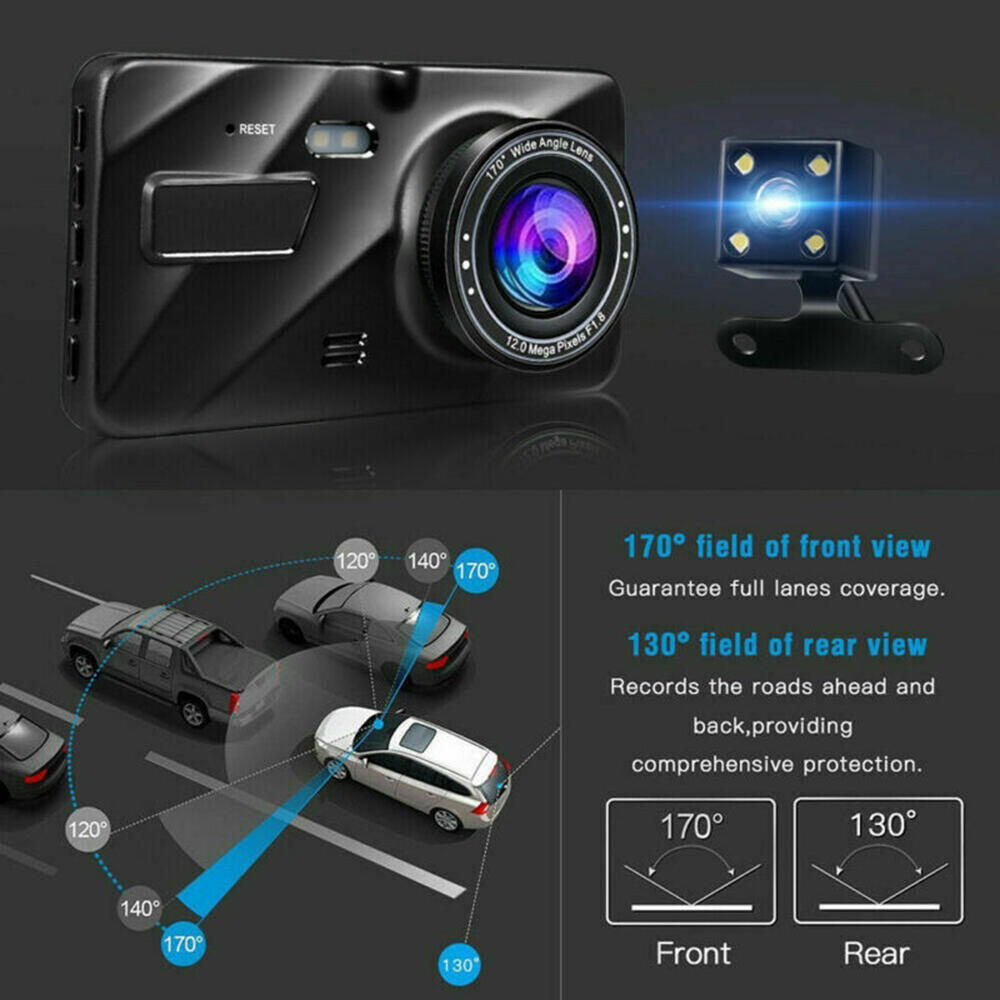 RESET
170° Wide Angle Lens
12.0 Mega Pixels F1.8
120° 140° 170°
120°
140°
170°
130°
170° field of front view
Guarantee full lanes coverage.
130° field of rear view
Records the roads ahead and
back,providing
comprehensive protection.
170° 130°
Front Rear